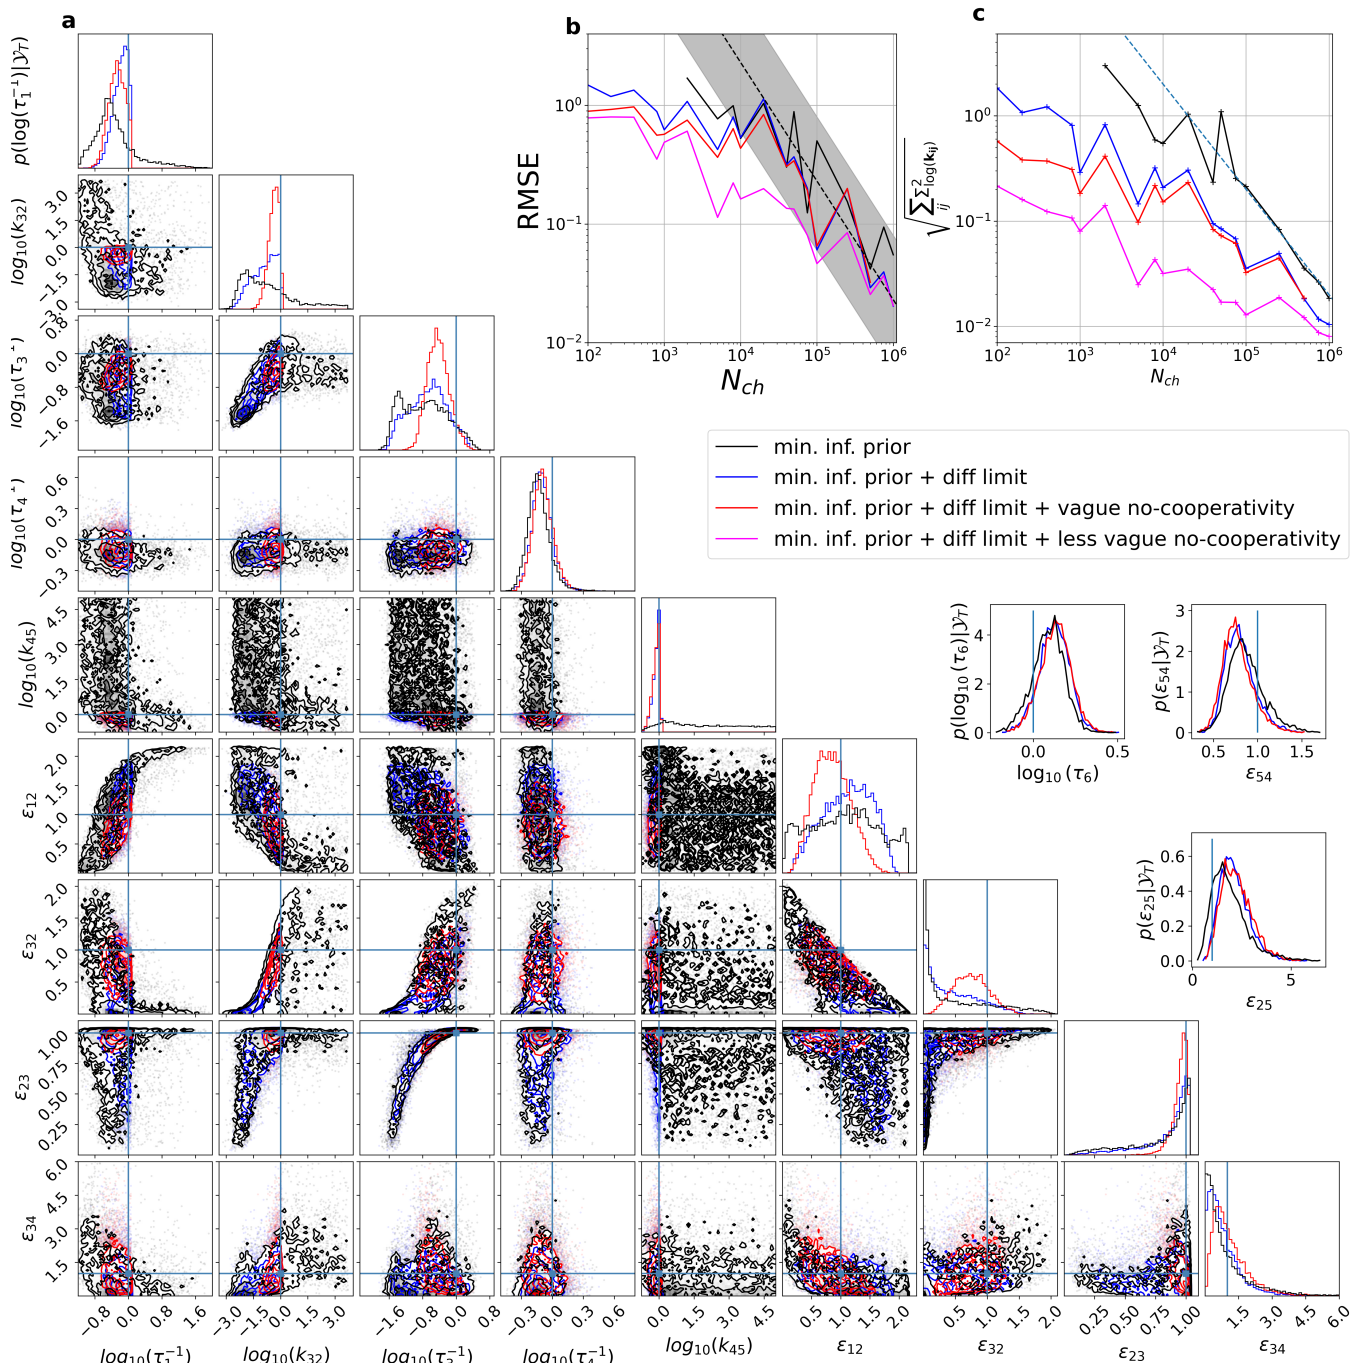 a
b
c
p(log(τ₁⁻¹)|𝒴_T)
log₁₀(k₃₂)
3.0
1.5
0.0
−1.5
−3.0
log₁₀(τ₃⁻¹)
0.8
0.0
−0.8
−1.6
log₁₀(τ₄⁻¹)
0.6
0.3
0.0
−0.3
log₁₀(k₄₅)
4.5
3.0
1.5
0.0
ε₁₂
2.0
1.5
1.0
0.5
ε₃₂
2.0
1.5
1.0
0.5
ε₂₃
1.00
0.75
0.50
0.25
ε₃₄
6.0
4.5
3.0
1.5
−0.8 0.0 0.8 1.6
log₁₀(τ₁⁻¹)
−3.0 −1.5 0.0 1.5 3.0
log₁₀(k₃₂)
−1.6 −0.8 0.0 0.8
log₁₀(τ₃⁻¹)
−0.3 0.0 0.3 0.6
log₁₀(τ₄⁻¹)
0.0 1.5 3.0 4.5
log₁₀(k₄₅)
0.5 1.0 1.5 2.0
ε₁₂
0.5 1.0 1.5 2.0
ε₃₂
0.25 0.50 0.75 1.00
ε₂₃
1.5 3.0 4.5 6.0
ε₃₄
RMSE
10⁰
10⁻¹
10⁻²
10² 10³ 10⁴ 10⁵ 10⁶
N_ch
√∑_ij Σ²_log(k_ij)
10⁰
10⁻¹
10⁻²
10² 10³ 10⁴ 10⁵ 10⁶
N_ch
min. inf. prior
min. inf. prior + diff limit
min. inf. prior + diff limit + vague no-cooperativity
min. inf. prior + diff limit + less vague no-cooperativity
p(log₁₀(τ₆)|𝒴_T)
4
2
0
0.0 0.5
log₁₀(τ₆)
p(ε₅₄|𝒴_T)
3
2
1
0
0.5 1.0 1.5
ε₅₄
p(ε₂₅|𝒴_T)
0.6
0.4
0.2
0.0
0 5
ε₂₅